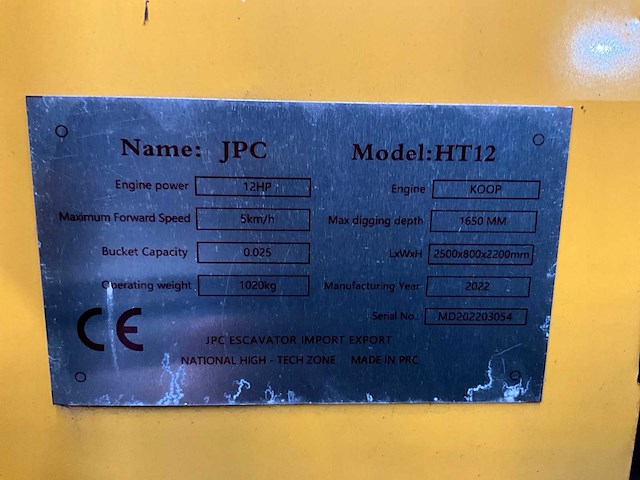 Name: JPC Model:HT12
Engine power 12HP Engine KOOP
Maximum Forward Speed 5km/h Max digging depth 1650 MM
Bucket Capacity 0.025 LxWxH 2500x800x2200mm
Operating weight 1020kg Manufacturing Year 2022
Serial No.: MD202203054
CE
JPC ESCAVATOR IMPORT EXPORT
NATIONAL HIGH - TECH ZONE MADE IN PRC